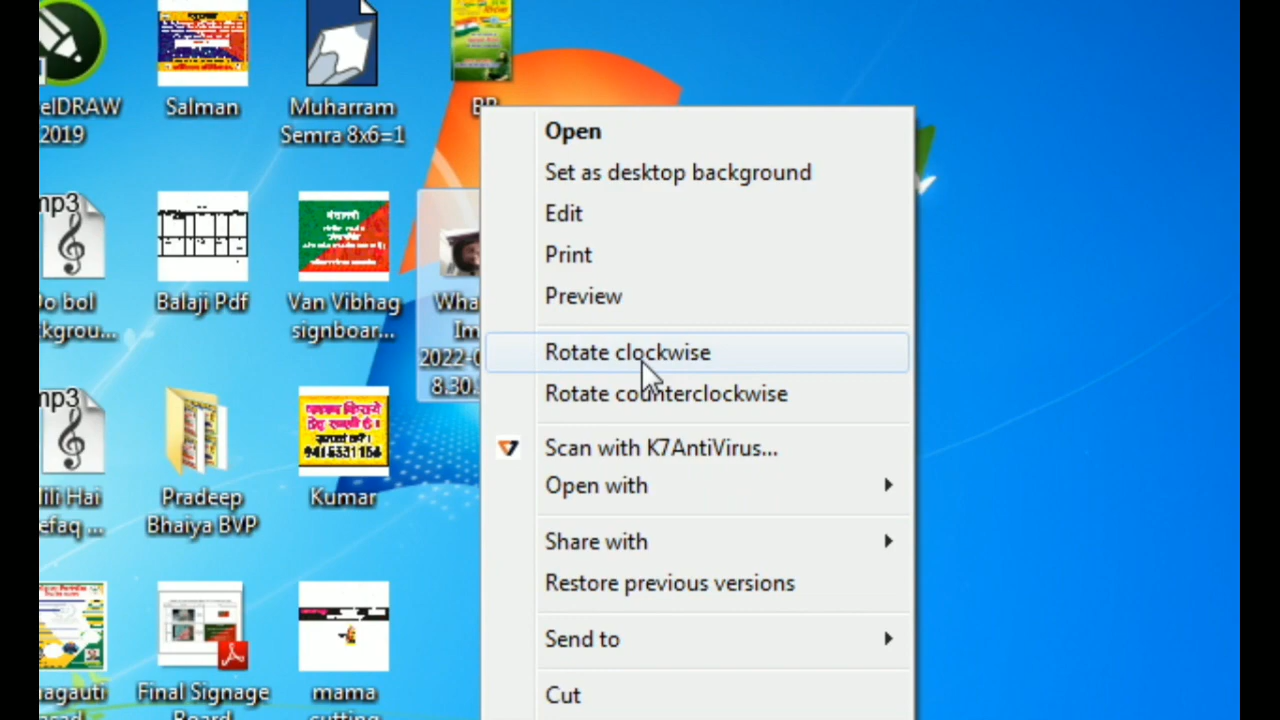 elDRAW
2019
Salman
Muharram
Semra 8x6=1
Open
Set as desktop background
Edit
Print
Preview
Rotate clockwise
Rotate counterclockwise
Scan with K7AntiVirus...
Open with
Share with
Restore previous versions
Send to
Cut
mp3
Balaji Pdf
Van Vibhag
signboar...
Wha
Im
2022-0
8.30.
o bol
kgrou...
mp3
Pradeep
Bhaiya BVP
9415331156
Kumar
ili Hai
efaq ...
agauti
Final Signage
Board
mama
cutting